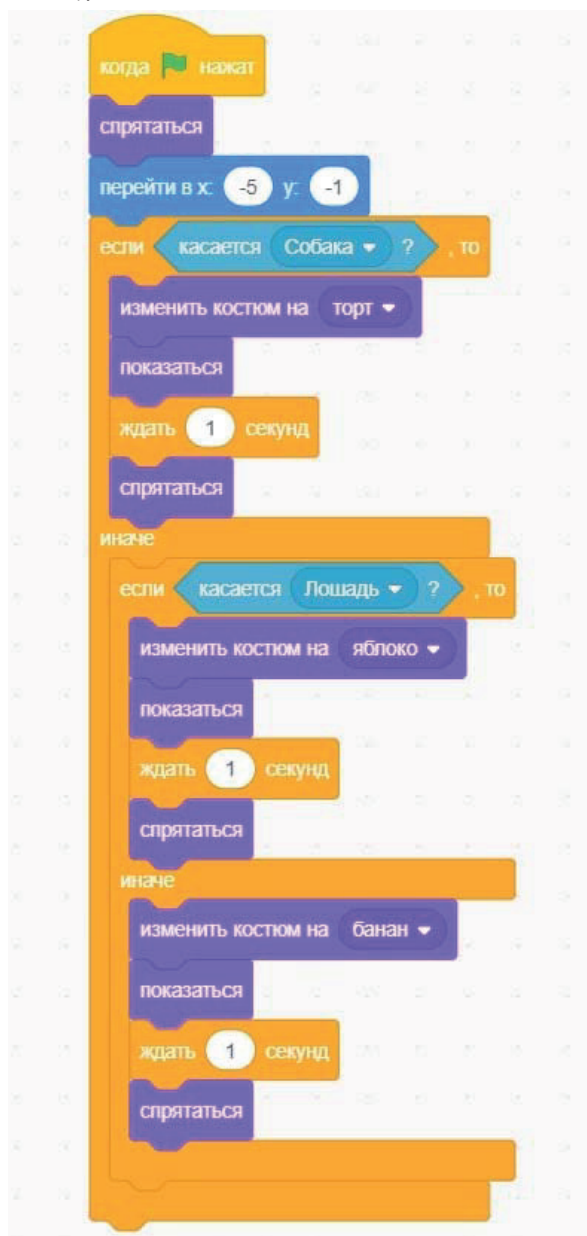 когда нажат
спрятаться
перейти в x: -5 y: -1
если касается Собака ? , то
изменить костюм на торт
показаться
ждать 1 секунд
спрятаться
иначе
если касается Лошадь ? , то
изменить костюм на яблоко
показаться
ждать 1 секунд
спрятаться
иначе
изменить костюм на банан
показаться
ждать 1 секунд
спрятаться